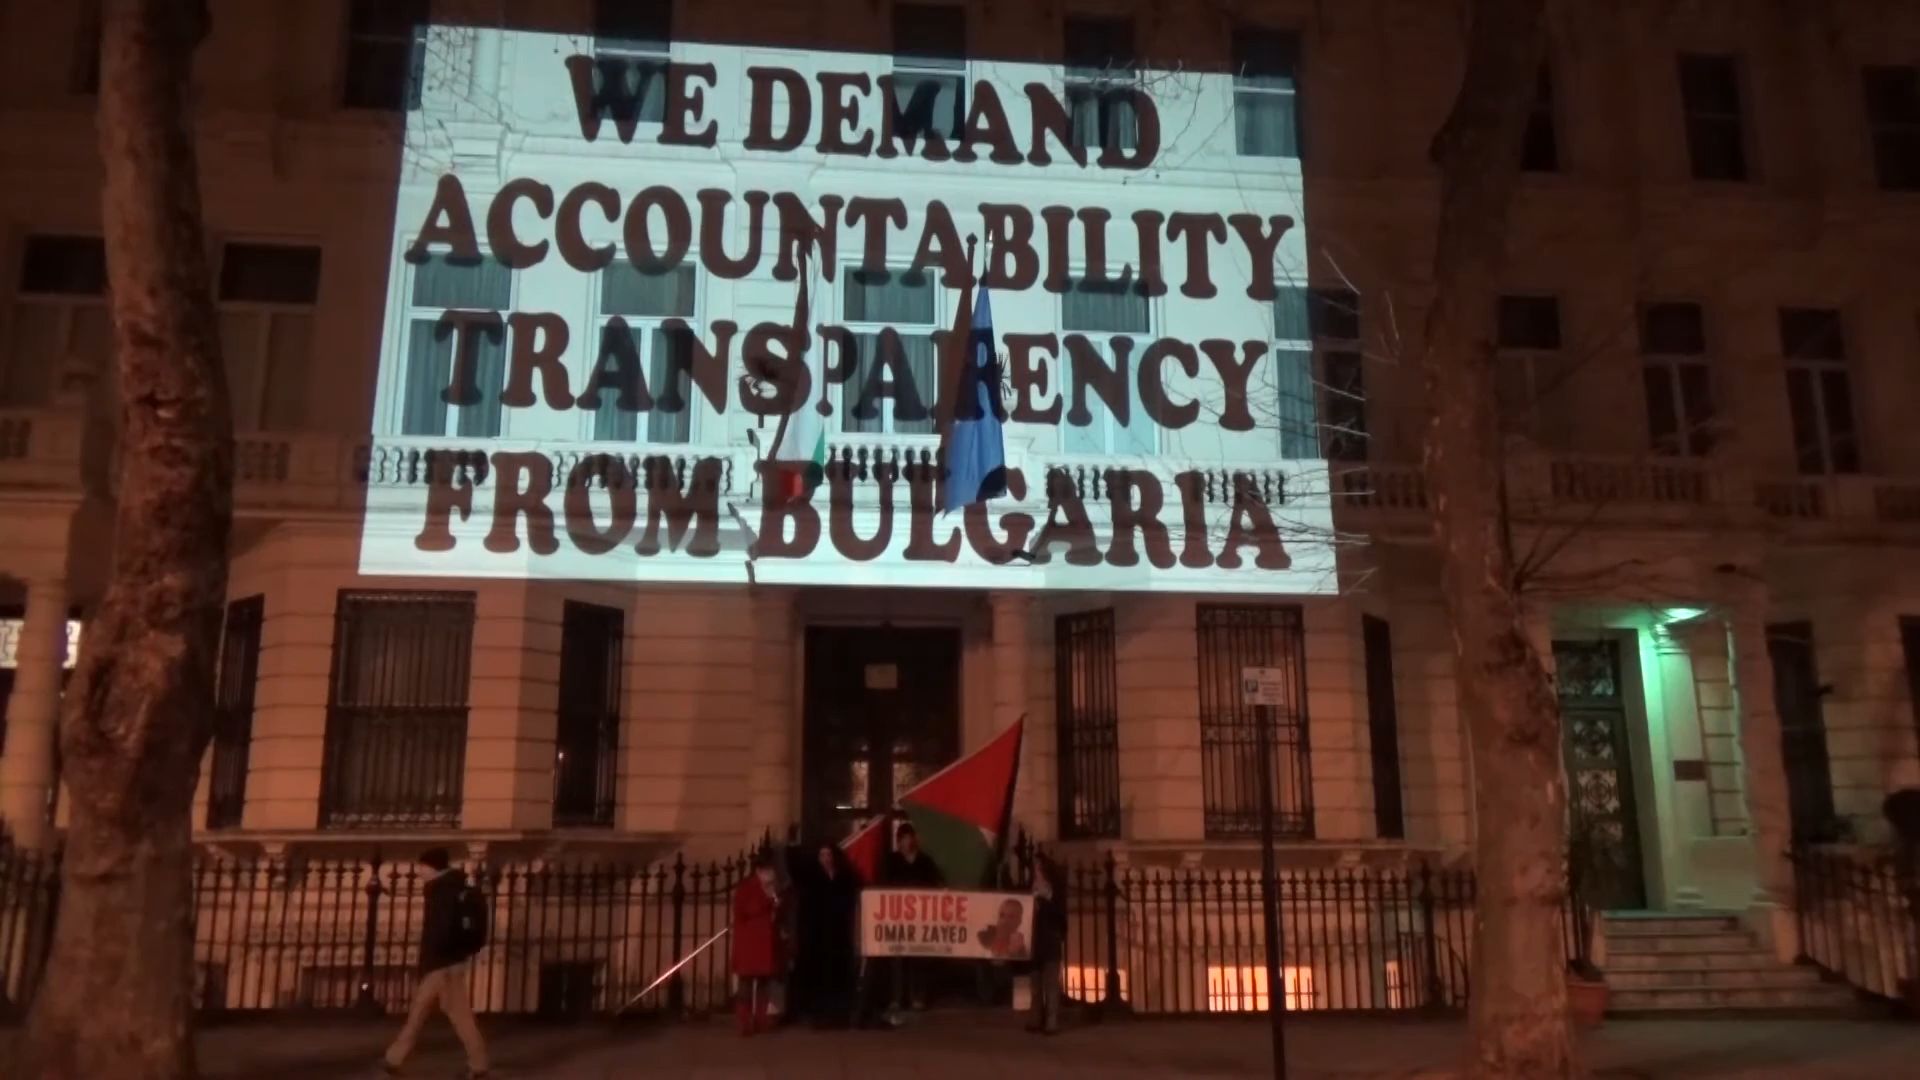 WE DEMAND
ACCOUNTABILITY
TRANSPARENCY
FROM BULGARIA
JUSTICE
OMAR ZAYED